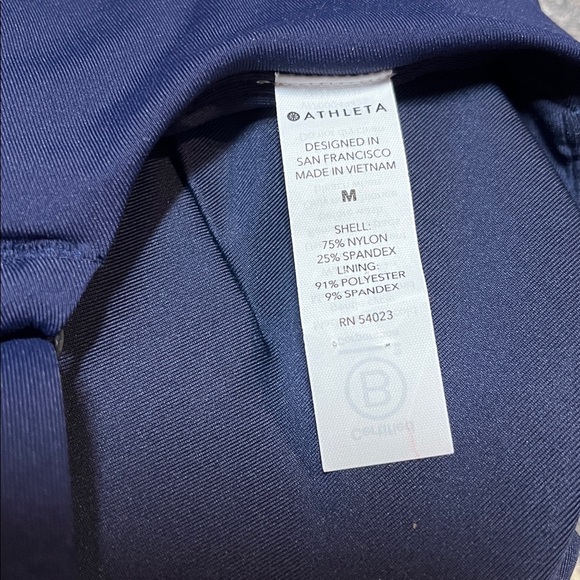 ATHLETA
DESIGNED IN
SAN FRANCISCO
MADE IN VIETNAM
M
SHELL:
75% NYLON
25% SPANDEX
LINING:
91% POLYESTER
9% SPANDEX
RN 54023
B
Certified